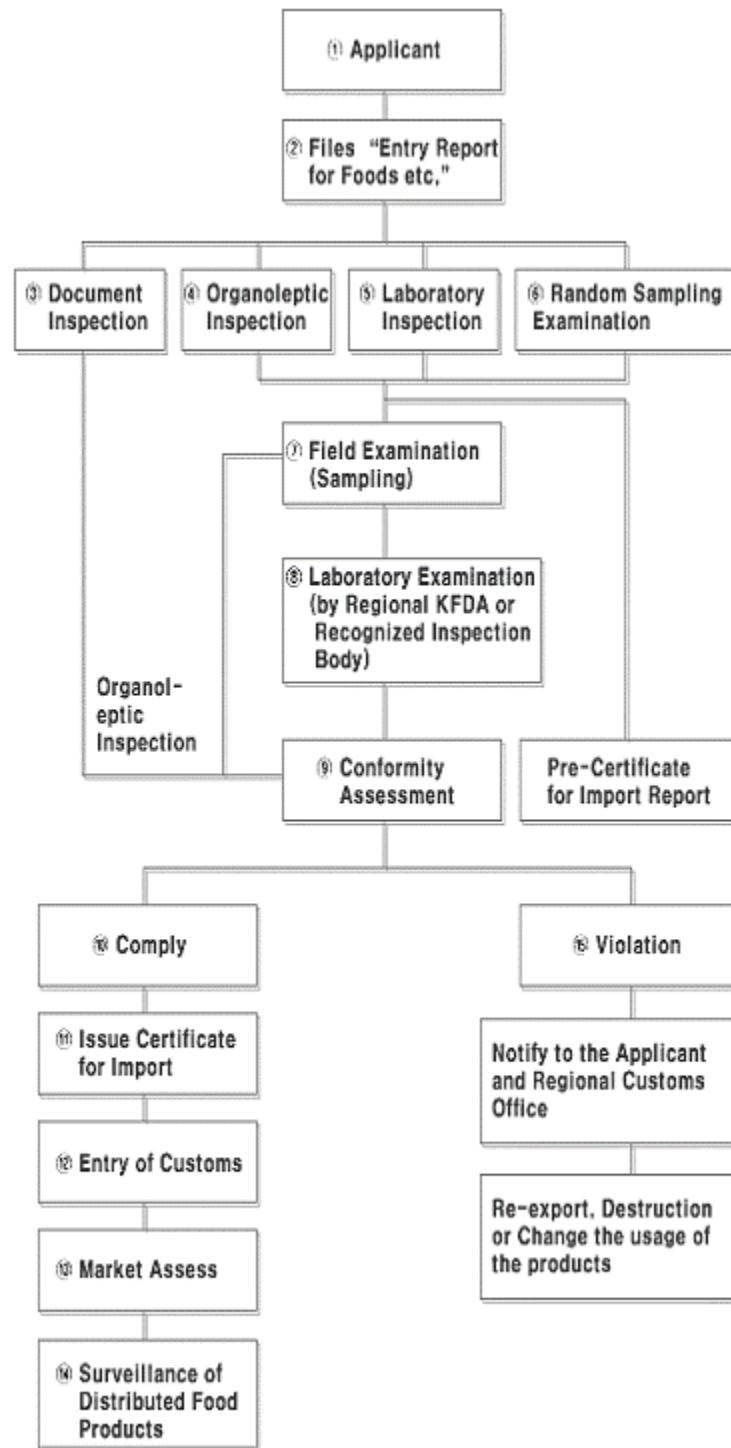 ① Applicant
② Files “Entry Report
for Foods etc,”
③ Document
Inspection
④ Organoleptic
Inspection
⑤ Laboratory
Inspection
⑥ Random Sampling
Examination
⑦ Field Examination
(Sampling)
⑧ Laboratory Examination
(by Regional KFDA or
Recognized Inspection
Body)
Organol-
eptic
Inspection
⑨ Conformity
Assessment
Pre-Certificate
for Import Report
⑩ Comply
⑮ Violation
⑪ Issue Certificate
for Import
Notify to the Applicant
and Regional Customs
Office
⑫ Entry of Customs
Re-export, Destruction
or Change the usage of
the products
⑬ Market Assess
⑭ Surveillance of
Distributed Food
Products